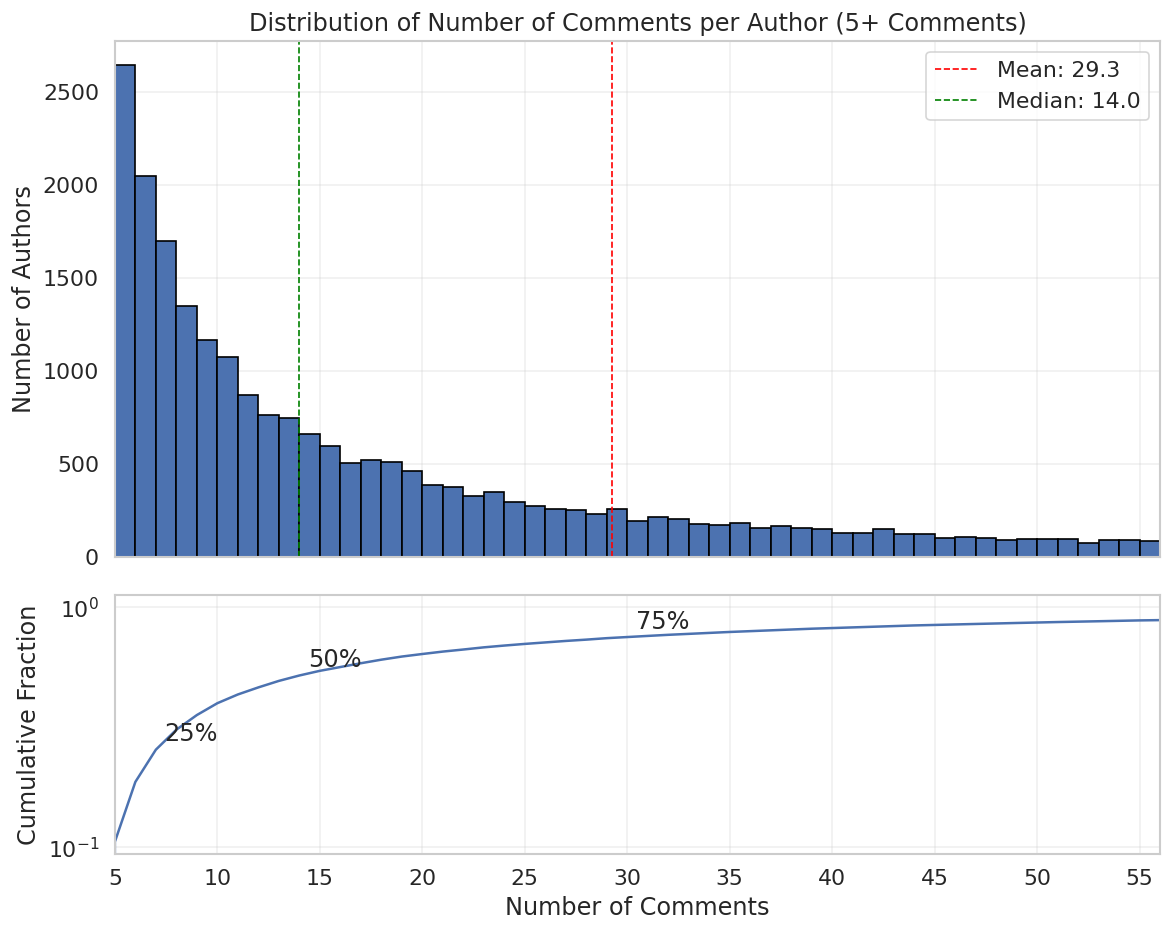 Distribution of Number of Comments per Author (5+ Comments)
Mean: 29.3
Median: 14.0
Number of Authors
2500
2000
1500
1000
500
0
25%
50%
75%
Cumulative Fraction
10⁰
10⁻¹
5 10 15 20 25 30 35 40 45 50 55
Number of Comments